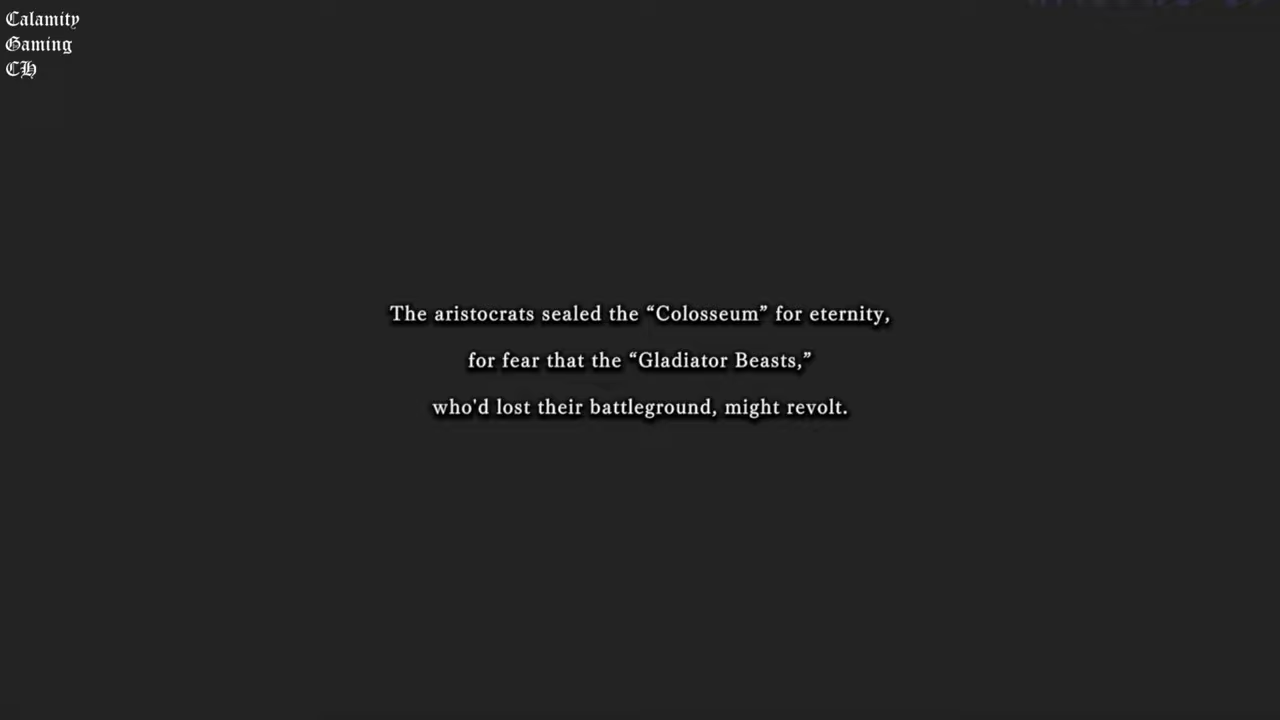 Calamity
Gaming
CH
The aristocrats sealed the “Colosseum” for eternity,
for fear that the “Gladiator Beasts,”
who'd lost their battleground, might revolt.